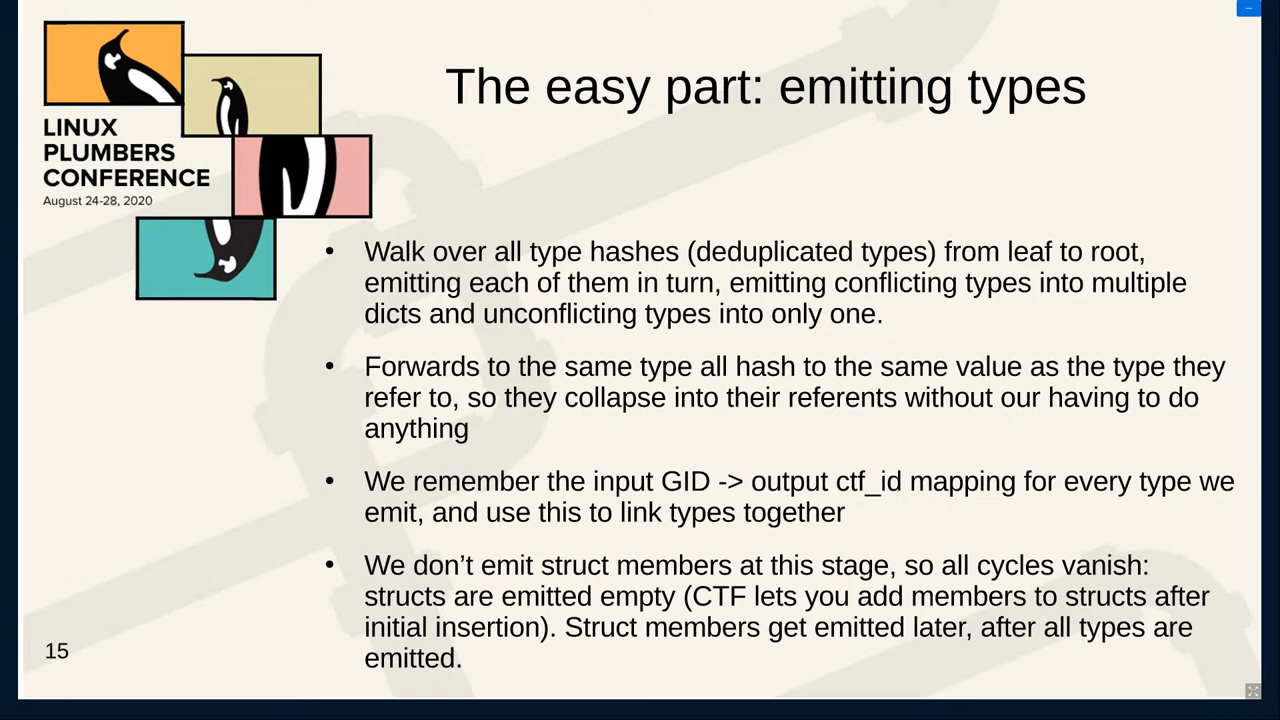 The easy part: emitting types
LINUX
PLUMBERS
CONFERENCE
August 24-28, 2020
• Walk over all type hashes (deduplicated types) from leaf to root,
emitting each of them in turn, emitting conflicting types into multiple
dicts and unconflicting types into only one.
• Forwards to the same type all hash to the same value as the type they
refer to, so they collapse into their referents without our having to do
anything
• We remember the input GID -> output ctf_id mapping for every type we
emit, and use this to link types together
• We don’t emit struct members at this stage, so all cycles vanish:
structs are emitted empty (CTF lets you add members to structs after
initial insertion). Struct members get emitted later, after all types are
emitted.
15